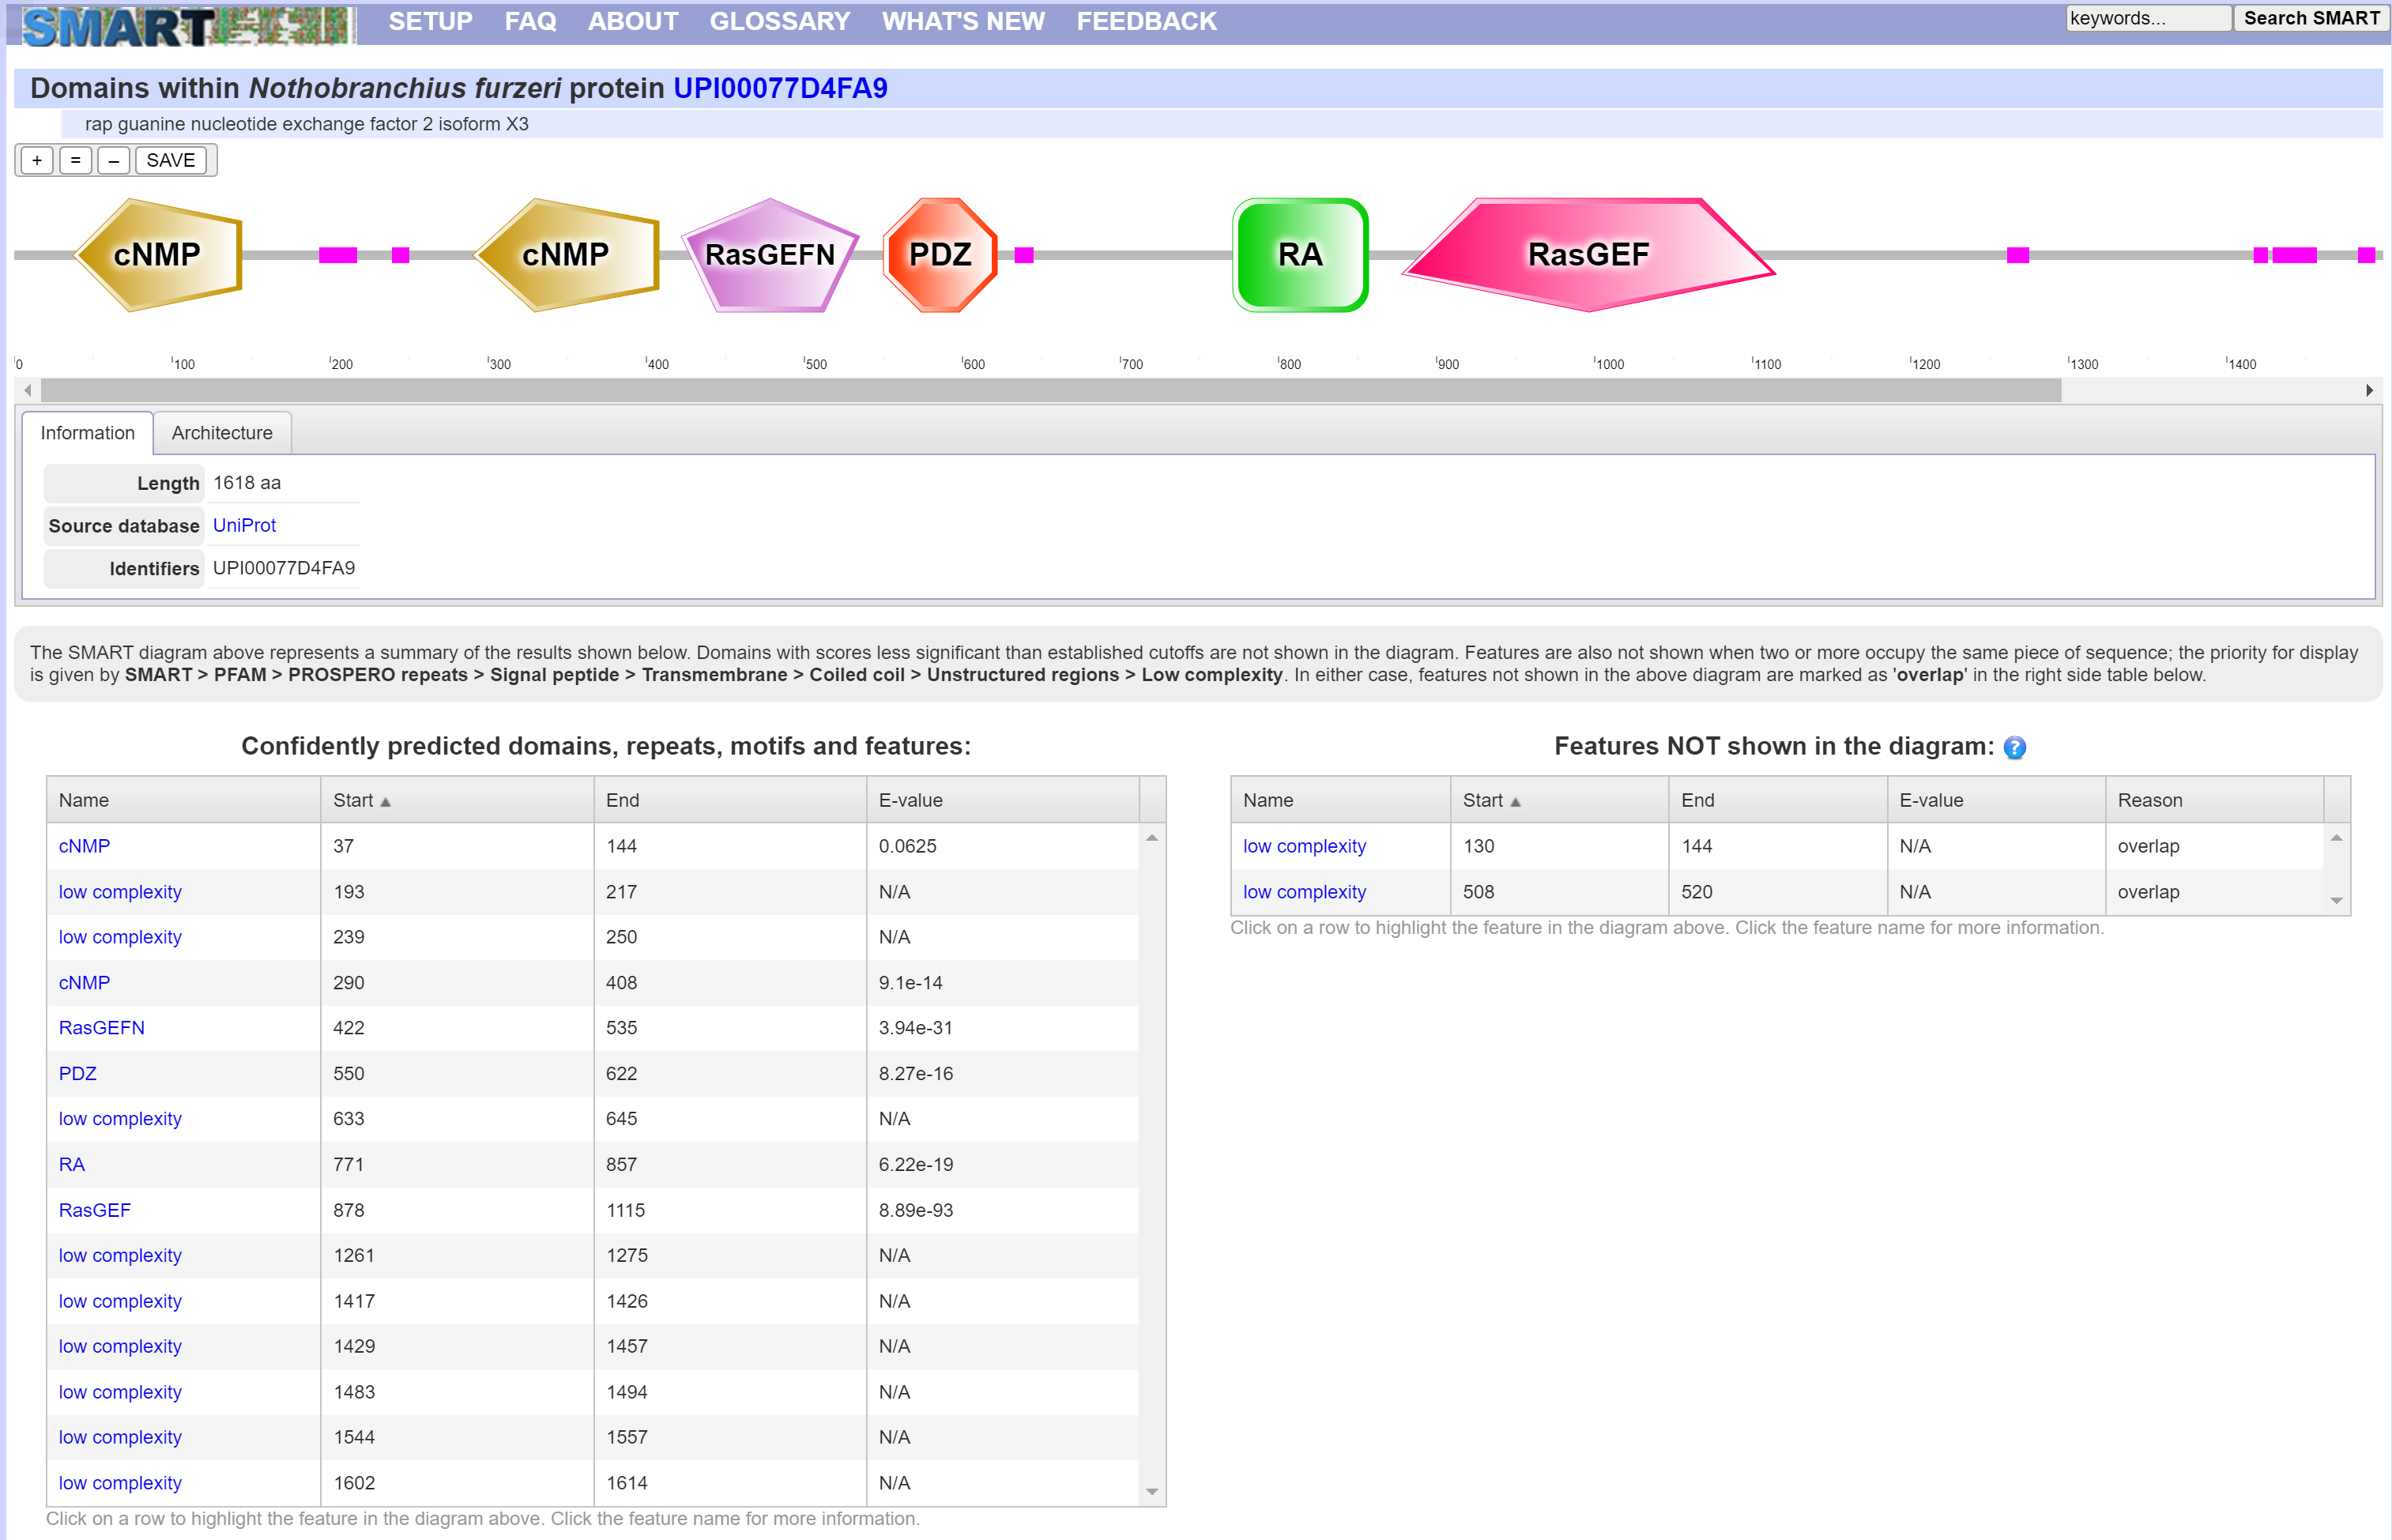 SMART SETUP FAQ ABOUT GLOSSARY WHAT'S NEW FEEDBACK keywords... Search SMART
Domains within Nothobranchius furzeri protein UPI00077D4FA9
rap guanine nucleotide exchange factor 2 isoform X3
+ = – SAVE
cNMP cNMP RasGEFN PDZ RA RasGEF
0 100 200 300 400 500 600 700 800 900 1000 1100 1200 1300 1400
Information Architecture
Length 1618 aa
Source database UniProt
Identifiers UPI00077D4FA9
The SMART diagram above represents a summary of the results shown below. Domains with scores less significant than established cutoffs are not shown in the diagram. Features are also not shown when two or more occupy the same piece of sequence; the priority for display
is given by SMART > PFAM > PROSPERO repeats > Signal peptide > Transmembrane > Coiled coil > Unstructured regions > Low complexity. In either case, features not shown in the above diagram are marked as 'overlap' in the right side table below.
Confidently predicted domains, repeats, motifs and features:
Name Start End E-value
cNMP 37 144 0.0625
low complexity 193 217 N/A
low complexity 239 250 N/A
cNMP 290 408 9.1e-14
RasGEFN 422 535 3.94e-31
PDZ 550 622 8.27e-16
low complexity 633 645 N/A
RA 771 857 6.22e-19
RasGEF 878 1115 8.89e-93
low complexity 1261 1275 N/A
low complexity 1417 1426 N/A
low complexity 1429 1457 N/A
low complexity 1483 1494 N/A
low complexity 1544 1557 N/A
low complexity 1602 1614 N/A
Click on a row to highlight the feature in the diagram above. Click the feature name for more information.
Features NOT shown in the diagram: ?
Name Start End E-value Reason
low complexity 130 144 N/A overlap
low complexity 508 520 N/A overlap
Click on a row to highlight the feature in the diagram above. Click the feature name for more information.